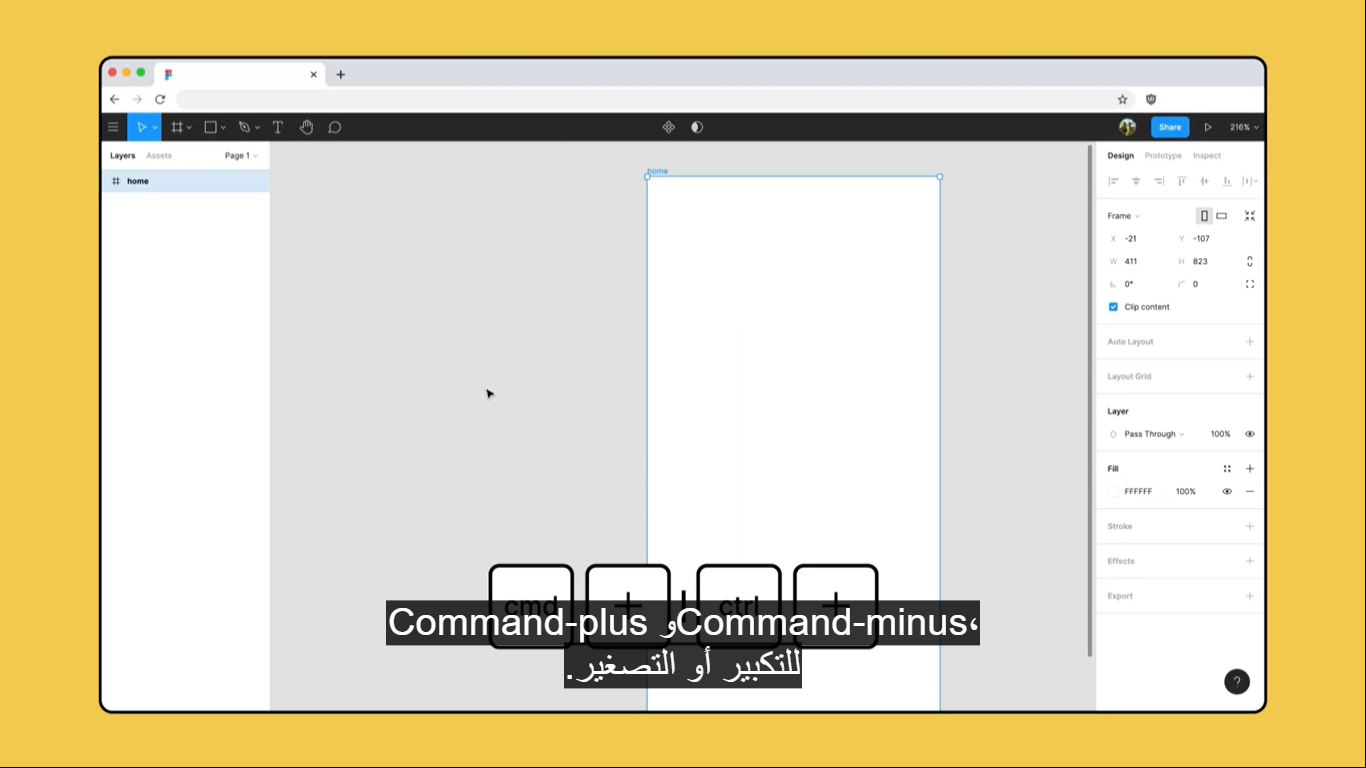 216%
Layers Assets Page 1
home
home
Design Prototype Inspect
Frame
X -21 Y -107
W 411 H 823
0° 0
Clip content
Auto Layout
Layout Grid
Layer
Pass Through 100%
Fill
FFFFFF 100%
Stroke
Effects
Export
Share
?
cmd + / ctrl +
Command-plus وCommand-minus،
للتكبير أو التصغير.